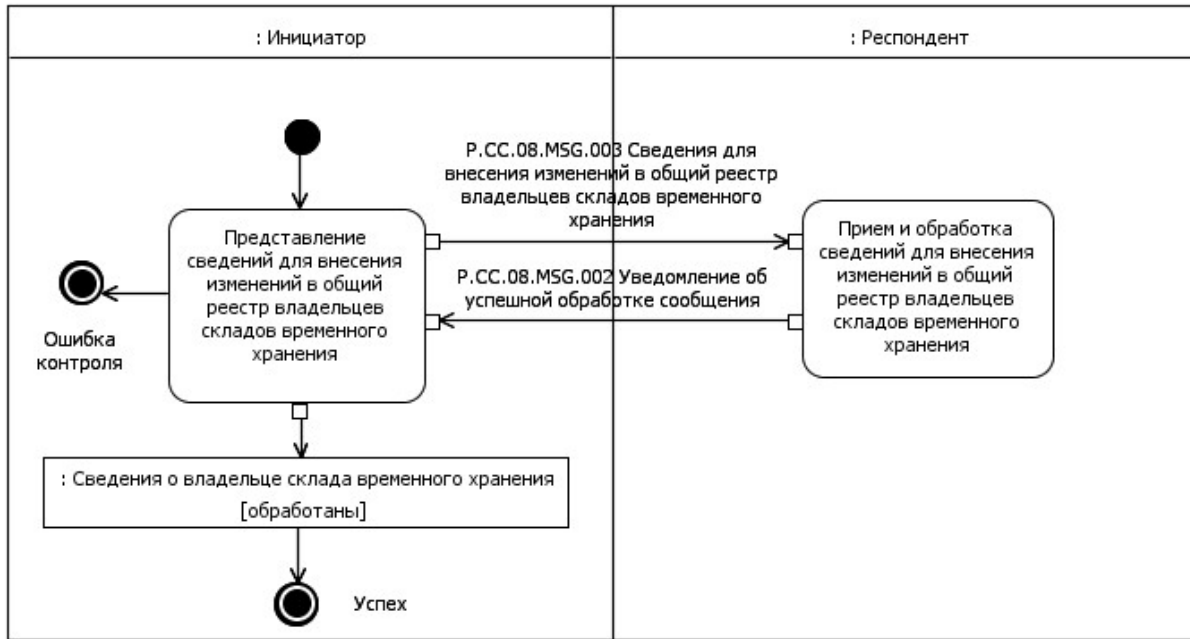 : Инициатор
: Респондент
P.CC.08.MSG.003 Сведения для
внесения изменений в общий реестр
владельцев складов временного
хранения
Представление
сведений для внесения
изменений в общий
реестр владельцев
складов временного
хранения
Прием и обработка
сведений для внесения
изменений в общий
реестр владельцев
складов временного
хранения
P.CC.08.MSG.002 Уведомление об
успешной обработке сообщения
Ошибка
контроля
: Сведения о владельце склада временного хранения
[обработаны]
Успех